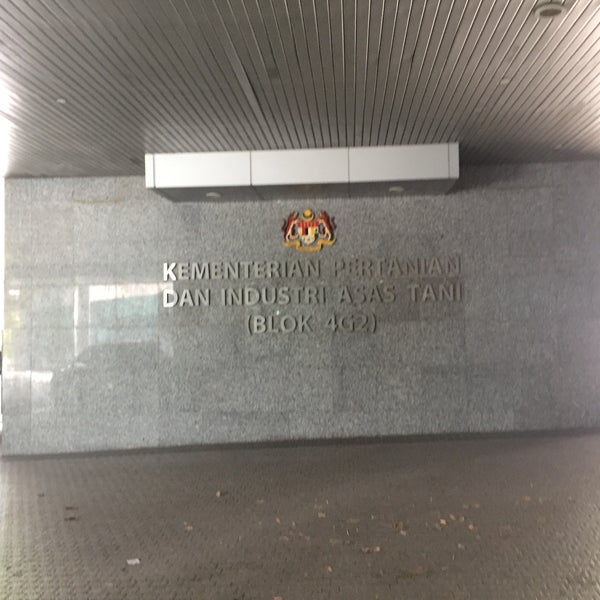 KEMENTERIAN PERTANIAN
DAN INDUSTRI ASAS TANI
(BLOK 4G2)